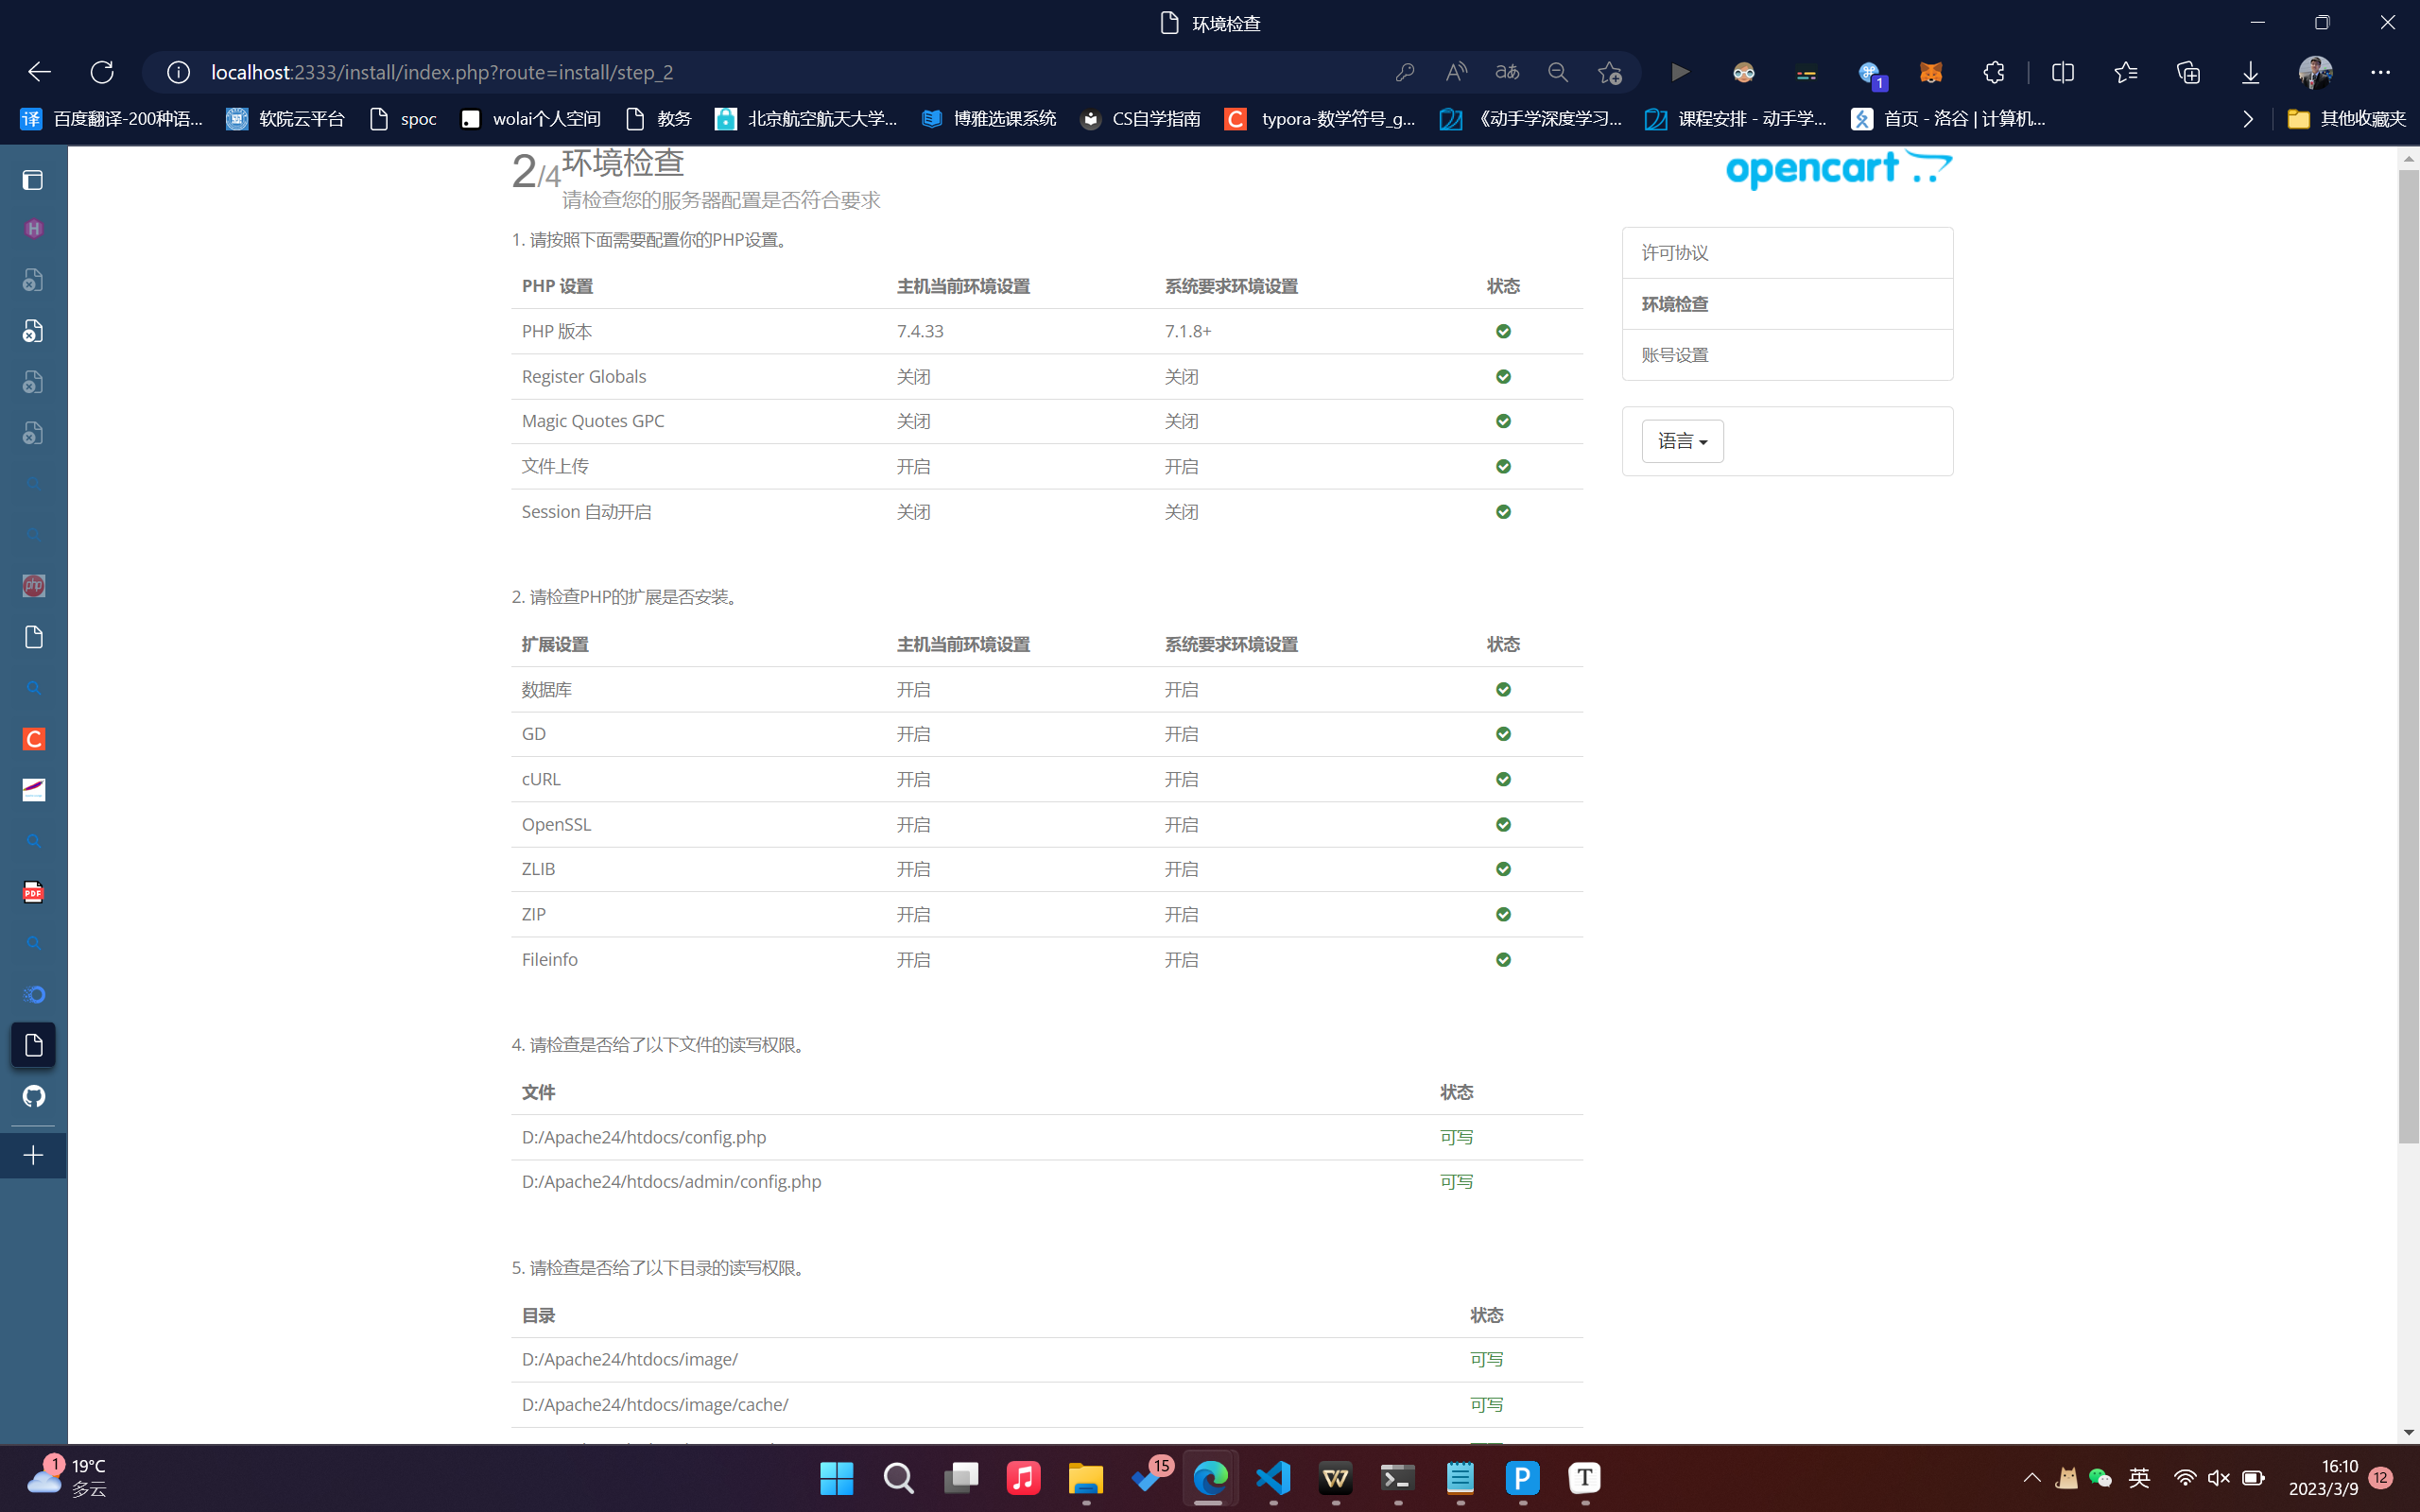 环境检查
localhost:2333/install/index.php?route=install/step_2
1
百度翻译-200种语...
软院云平台
spoc
wolai个人空间
教务
北京航空航天大学...
博雅选课系统
CS自学指南
typora-数学符号_g...
《动手学深度学习...
课程安排 - 动手学...
首页 - 洛谷 | 计算机...
其他收藏夹
2/4
环境检查
请检查您的服务器配置是否符合要求
opencart
1. 请按照下面需要配置你的PHP设置。
PHP 设置 主机当前环境设置 系统要求环境设置 状态
PHP 版本 7.4.33 7.1.8+
Register Globals 关闭 关闭
Magic Quotes GPC 关闭 关闭
文件上传 开启 开启
Session 自动开启 关闭 关闭
许可协议
环境检查
账号设置
语言
2. 请检查PHP的扩展是否安装。
扩展设置 主机当前环境设置 系统要求环境设置 状态
数据库 开启 开启
GD 开启 开启
cURL 开启 开启
OpenSSL 开启 开启
ZLIB 开启 开启
ZIP 开启 开启
Fileinfo 开启 开启
4. 请检查是否给了以下文件的读写权限。
文件 状态
D:/Apache24/htdocs/config.php 可写
D:/Apache24/htdocs/admin/config.php 可写
5. 请检查是否给了以下目录的读写权限。
目录 状态
D:/Apache24/htdocs/image/ 可写
D:/Apache24/htdocs/image/cache/ 可写
1
19°C
多云
15
英
16:10
2023/3/9
12